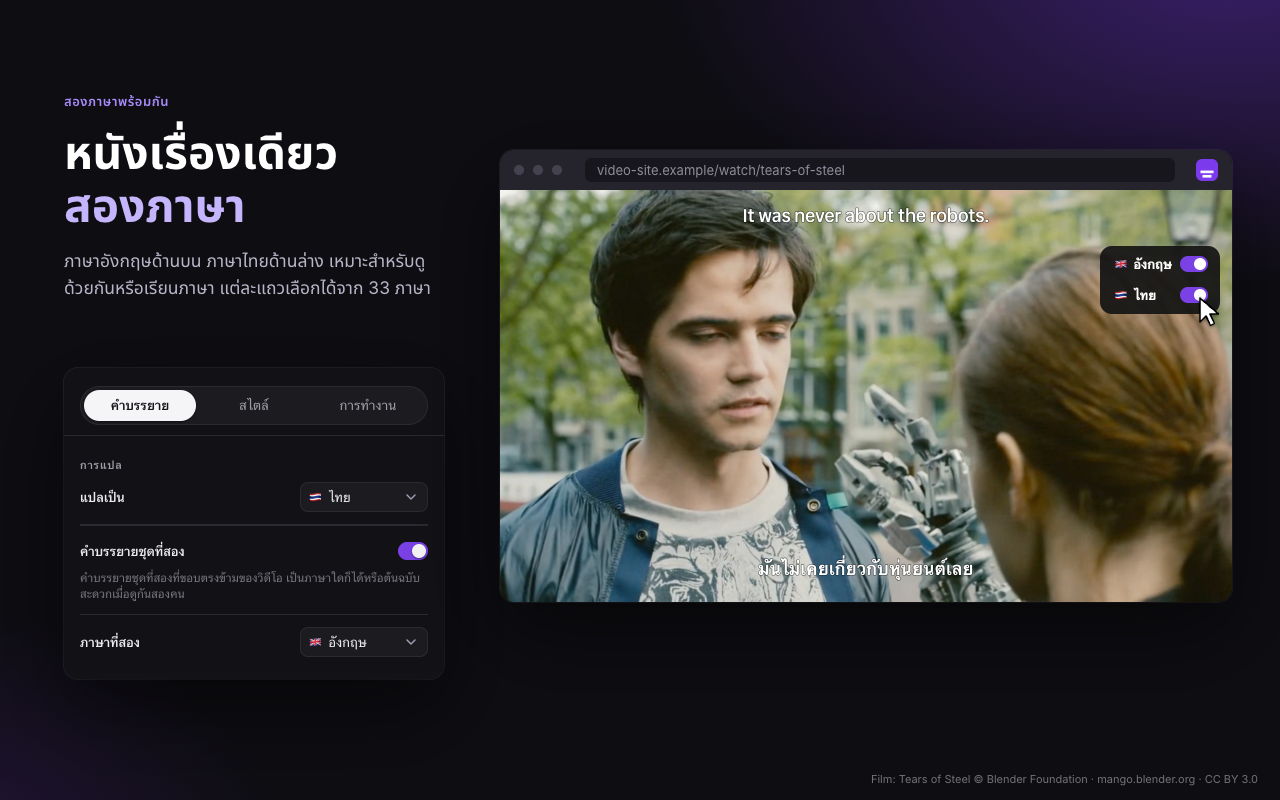 สองภาษาพร้อมกัน
หนังเรื่องเดียว
สองภาษา
ภาษาอังกฤษด้านบน ภาษาไทยด้านล่าง เหมาะสำหรับดู
ด้วยกันหรือเรียนภาษา แต่ละแถวเลือกได้จาก 33 ภาษา
คำบรรยาย
สไตล์
การทำงาน
การแปล
แปลเป็น
ไทย
คำบรรยายชุดที่สอง
คำบรรยายชุดที่สองที่ขอบตรงข้ามของวิดีโอ เป็นภาษาใดก็ได้หรือต้นฉบับ
สะดวกเมื่อดูกันสองคน
ภาษาที่สอง
อังกฤษ
video-site.example/watch/tears-of-steel
It was never about the robots.
อังกฤษ
ไทย
มันไม่เคยเกี่ยวกับหุ่นยนต์เลย
Film: Tears of Steel © Blender Foundation · mango.blender.org · CC BY 3.0